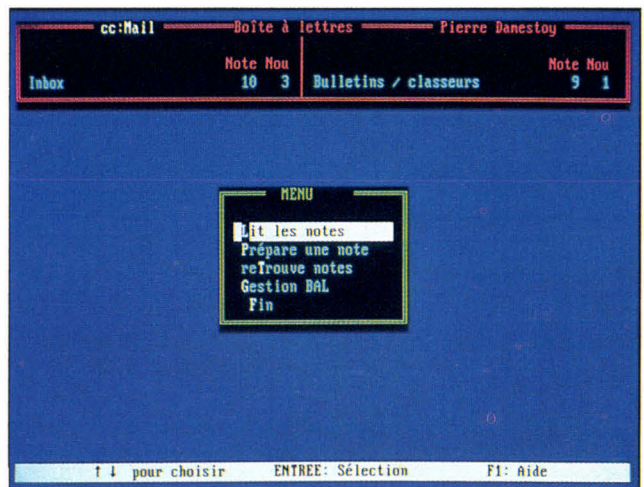 cc:Mail Boîte à lettres Pierre Damestoy
Note Nou Note Nou
Inbox 10 3 Bulletins / classeurs 9 1
MENU
Lit les notes
Prépare une note
reTrouve notes
Gestion BAL
Fin
↑ ↓ pour choisir ENTREE: Sélection F1: Aide